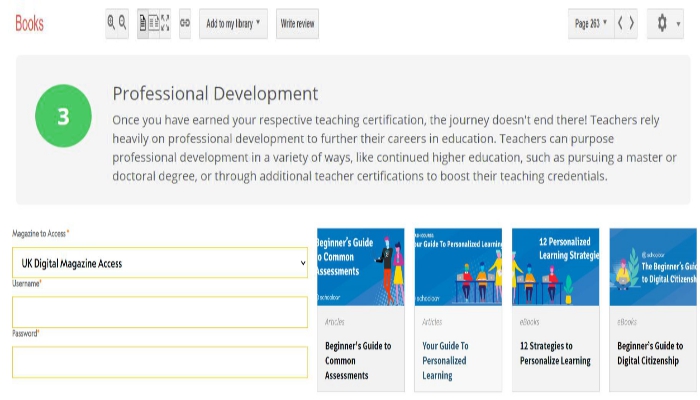 Books
Add to my library
Write review
Page 263
3
Professional Development
Once you have earned your respective teaching certification, the journey doesn't end there! Teachers rely
heavily on professional development to further their careers in education. Teachers can purpose
professional development in a variety of ways, like continued higher education, such as pursuing a master or
doctoral degree, or through additional teacher certifications to boost their teaching credentials.
Magazine to Access*
UK Digital Magazine Access
Username*
Password*
Beginner's Guide
o Common
Assessments
schoolaar
Articles
Beginner's Guide to
Common
Assessments
our Guide To Personalized Learning
schoolaar
Articles
Your Guide To
Personalized
Learning
12 Personalized
Learning Strategie
eBooks
12 Strategies to
Personalize Learning
The Beginner's Guid
to Digital Citizensh
eBooks
Beginner's Guide to
Digital Citizenship